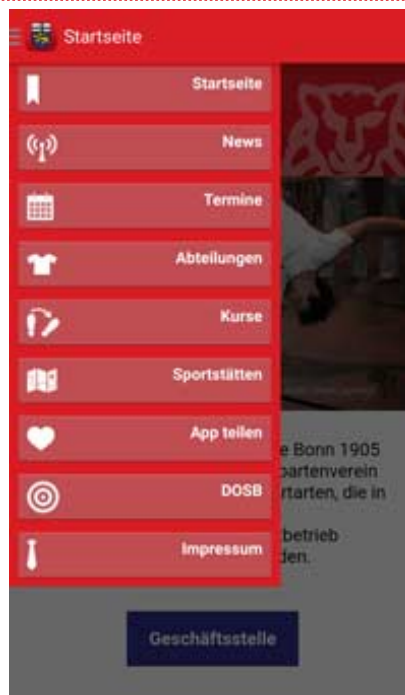 Startseite
Startseite
News
Termine
Abteilungen
Kurse
Sportstätten
App teilen
DOSB
Impressum
e Bonn 1905
partenverein
rtarten, die in
betrieb
den.
Geschäftsstelle